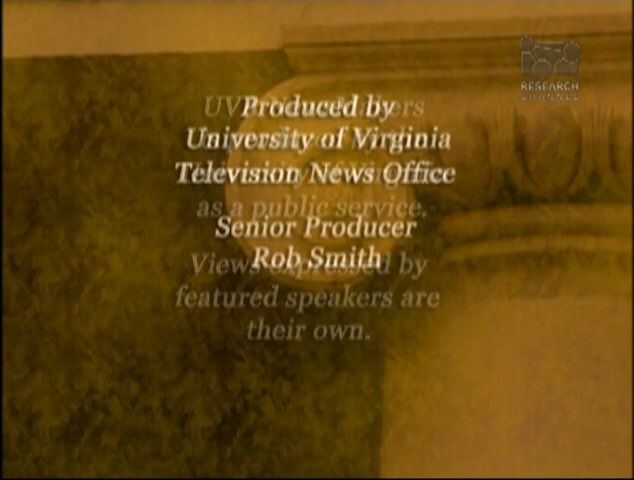 Produced by
University of Virginia
Television News Office
Senior Producer
Rob Smith
as a public service.
Views expressed by
featured speakers are
their own.
RESEARCH
CHANNEL